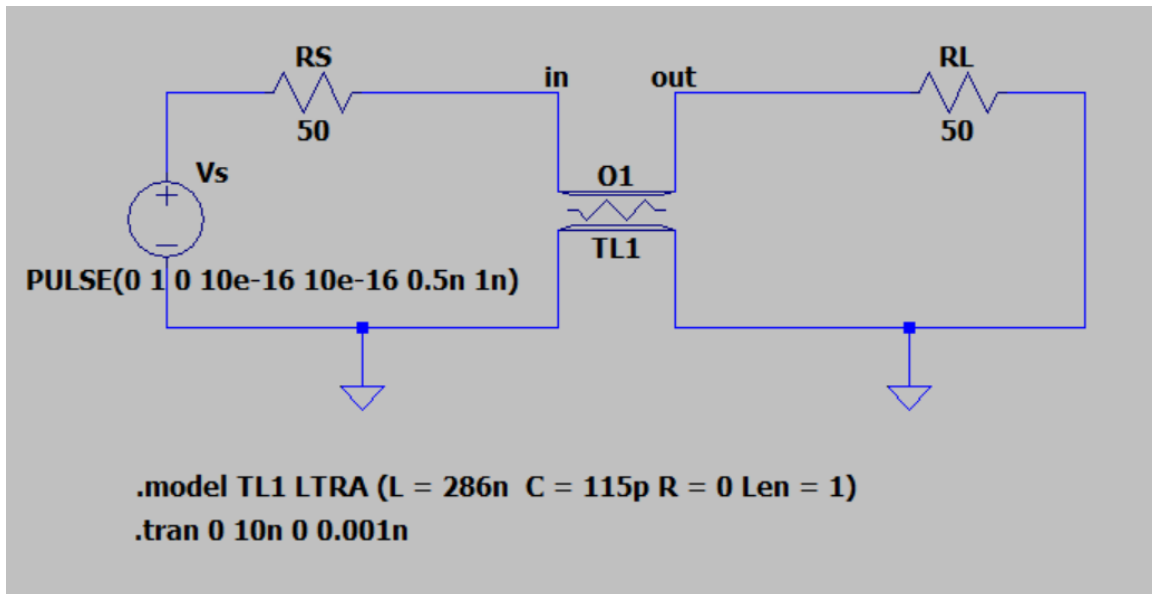 RS
RL
in
out
50
50
Vs
O1
TL1
PULSE(0 1 0 10e-16 10e-16 0.5n 1n)
.model TL1 LTRA (L = 286n  C = 115p R = 0 Len = 1)
.tran 0 10n 0 0.001n